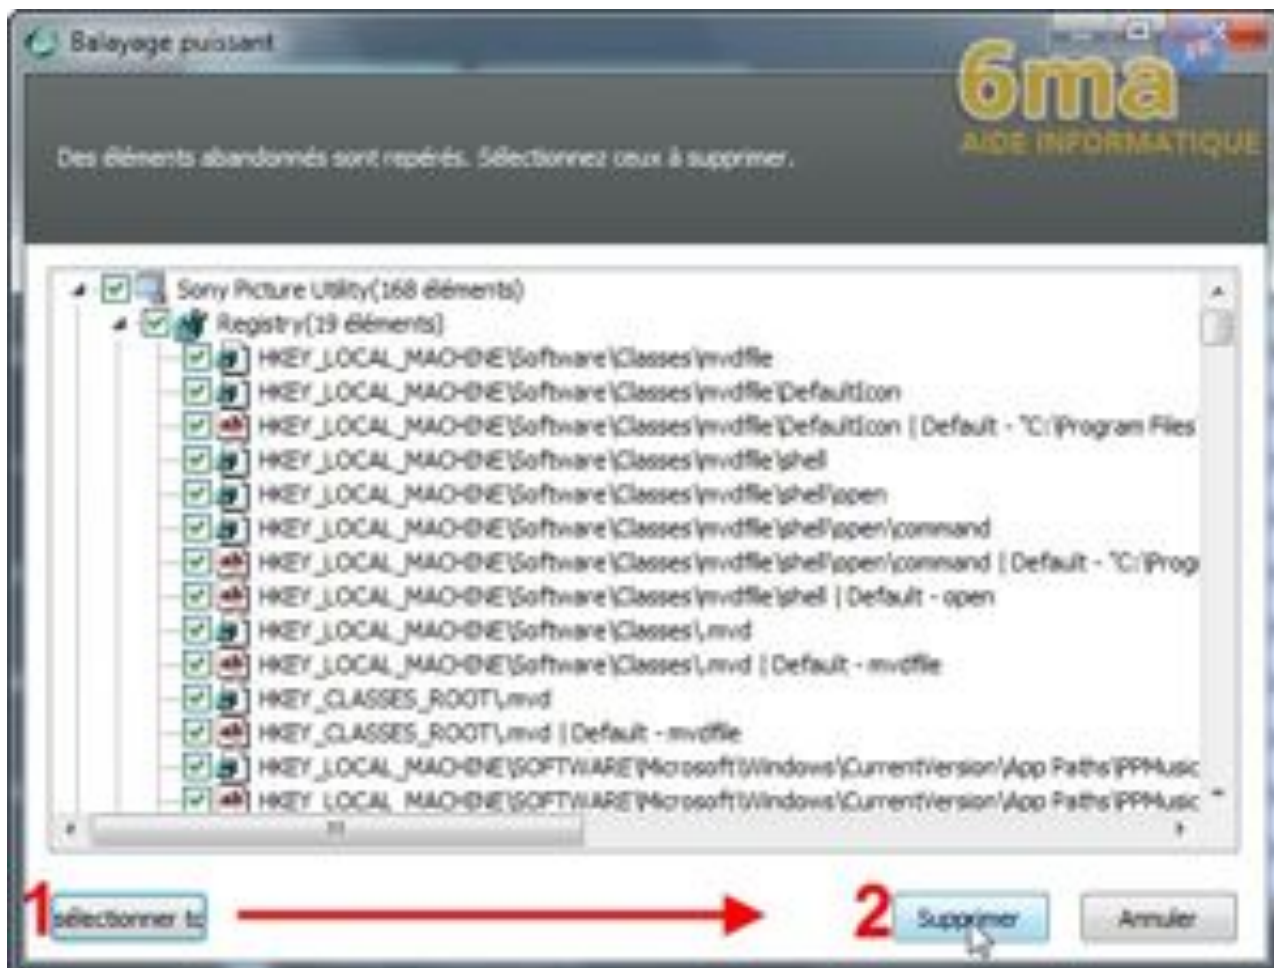 Balayage puissant
6ma
AIDE INFORMATIQUE
Des éléments abandonnés sont repérés. Sélectionnez ceux à supprimer.
Sony Picture Utility(168 éléments)
Registry(19 éléments)
HKEY_LOCAL_MACHINE\Software\Classes\mvdfile
HKEY_LOCAL_MACHINE\Software\Classes\mvdfile\DefaultIcon
HKEY_LOCAL_MACHINE\Software\Classes\mvdfile\DefaultIcon | Default - "C:\Program Files
HKEY_LOCAL_MACHINE\Software\Classes\mvdfile\shell
HKEY_LOCAL_MACHINE\Software\Classes\mvdfile\shell\open
HKEY_LOCAL_MACHINE\Software\Classes\mvdfile\shell\open\command
HKEY_LOCAL_MACHINE\Software\Classes\mvdfile\shell\open\command | Default - "C:\Progr
HKEY_LOCAL_MACHINE\Software\Classes\mvdfile\shell | Default - open
HKEY_LOCAL_MACHINE\Software\Classes\.mvd
HKEY_LOCAL_MACHINE\Software\Classes\.mvd | Default - mvdfile
HKEY_CLASSES_ROOT\.mvd
HKEY_CLASSES_ROOT\.mvd | Default - mvdfile
HKEY_LOCAL_MACHINE\SOFTWARE\Microsoft\Windows\CurrentVersion\App Paths\PPMusic
HKEY_LOCAL_MACHINE\SOFTWARE\Microsoft\Windows\CurrentVersion\App Paths\PPMusic
1 sélectionner to 2 Supprimer Annuler